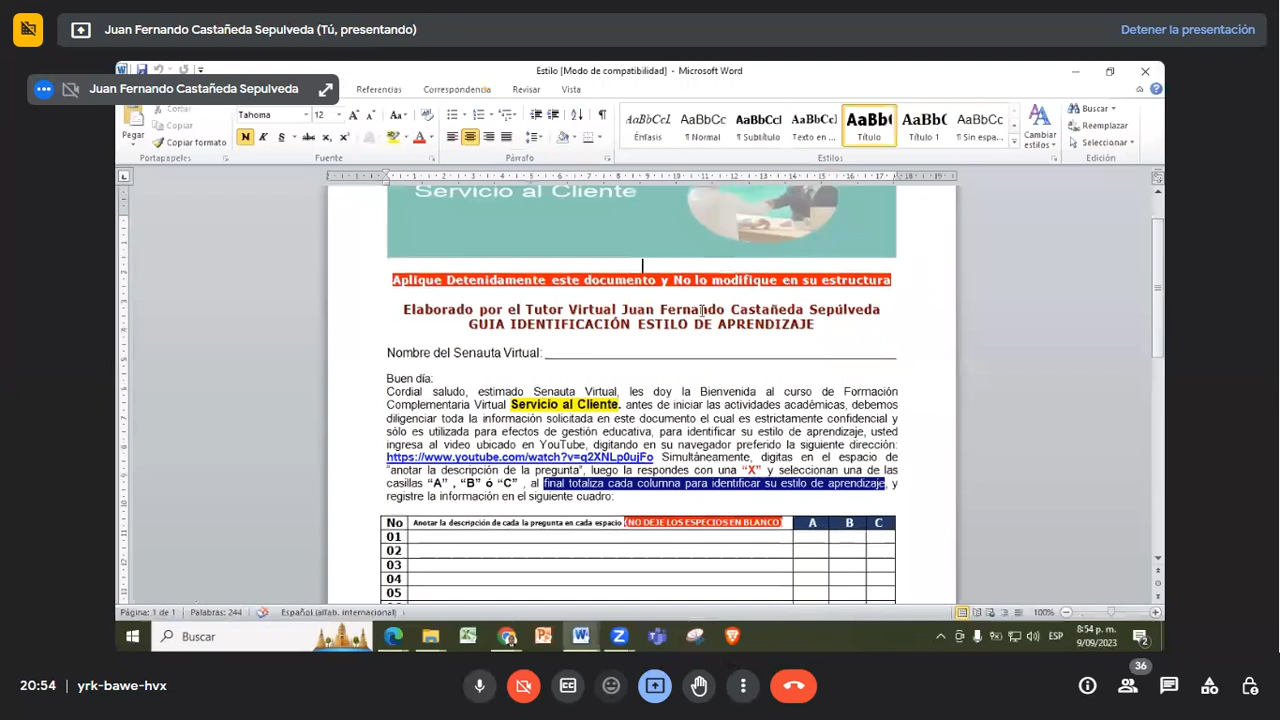 Juan Fernando Castañeda Sepulveda (Tú, presentando)
Detener la presentación
Estilo [Modo de compatibilidad] - Microsoft Word
Juan Fernando Castañeda Sepulveda
Referencias Correspondencia Revisar Vista
Cortar
Copiar
Pegar
Copiar formato
Tahoma 12
AaBbCcL AaBbCc AaBbCcI AaBbCcI AaBb( AaBb( AaBbCc
Énfasis ¶ Normal ¶ Subtítulo Texto en ... Título Título 1 ¶ Sin espa...
Cambiar estilos
Buscar
Reemplazar
Seleccionar
Portapapeles Fuente Párrafo Estilos Edición
Servicio al Cliente
Aplique Detenidamente este documento y No lo modifique en su estructura
Elaborado por el Tutor Virtual Juan Fernando Castañeda Sepúlveda
GUIA IDENTIFICACIÓN ESTILO DE APRENDIZAJE
Nombre del Senauta Virtual:
Buen día:
Cordial saludo, estimado Senauta Virtual, les doy la Bienvenida al curso de Formación
Complementaria Virtual Servicio al Cliente. antes de iniciar las actividades académicas, debemos
diligenciar toda la información solicitada en este documento el cual es estrictamente confidencial y
sólo es utilizada para efectos de gestión educativa, para identificar su estilo de aprendizaje, usted
ingresa al video ubicado en YouTube, digitando en su navegador preferido la siguiente dirección:
https://www.youtube.com/watch?v=q2XNLp0ujFo Simultáneamente, digitas en el espacio de
“anotar la descripción de la pregunta”, luego la respondes con una “X” y seleccionan una de las
casillas “A” , “B” ó “C” , al final totaliza cada columna para identificar su estilo de aprendizaje, y
registre la información en el siguiente cuadro:
No Anotar la descripción de cada la pregunta en cada espacio (NO DEJE LOS ESPECIOS EN BLANCO) A B C
01
02
03
04
05
Página: 1 de 1 Palabras: 244 Español (alfab. internacional) 100%
Buscar
ESP
8:54 p. m.
9/09/2023
2
20:54 | yrk-bawe-hvx
36